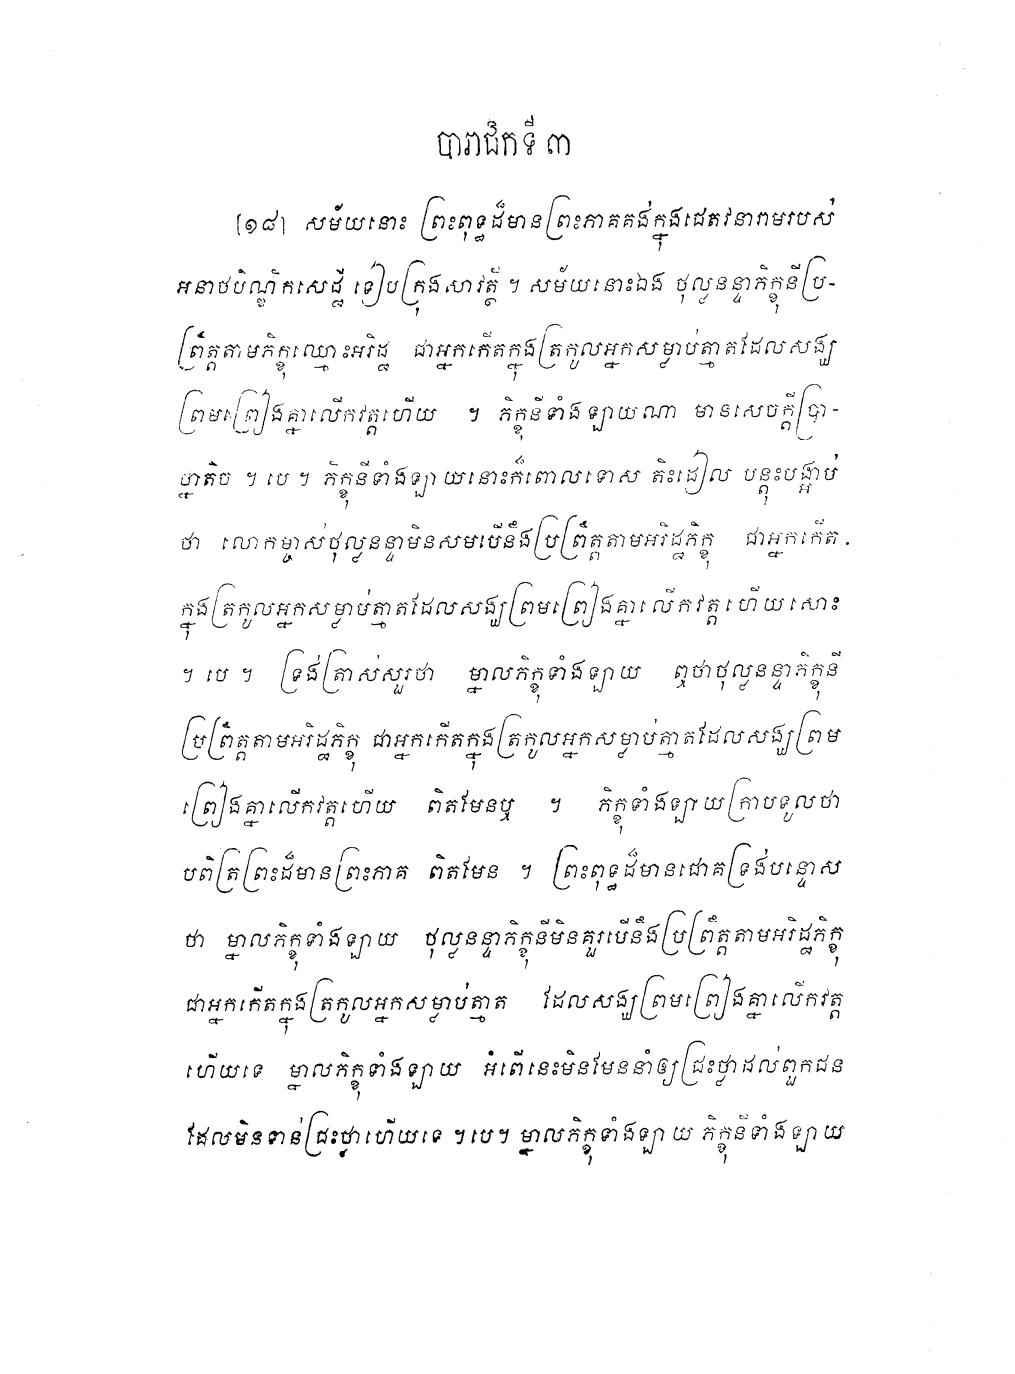 បារាជិកទី ៣
[១៨] សម័យនោះ ព្រះពុទ្ធដ៏មានព្រះភាគគង់ក្នុងជេតវនារាមរបស់
អនាថបិណ្ឌិកសេដ្ឋី ទៀបក្រុងសាវត្ថី ។ សម័យនោះឯង ថុល្លនន្ទាភិក្ខុនីប្រ-
ព្រឹត្តតាមភិក្ខុឈ្មោះអរិដ្ឋ ជាអ្នកកើតក្នុងត្រកូលអ្នកសម្លាប់ត្មាតដែលសង្ឃ
ព្រមព្រៀងគ្នាលើកវត្តហើយ ។ ភិក្ខុនីទាំងឡាយណា មានសេចក្តីប្រា-
ថ្នាតិច ។ បេ ។ ភិក្ខុនីទាំងឡាយនោះក៏ពោលទោស តិះដៀល បន្តុះបង្អាប់
ថា លោកម្ចាស់ថុល្លនន្ទាមិនសមបើនឹងប្រព្រឹត្តតាមអរិដ្ឋភិក្ខុ ជាអ្នកកើត
ក្នុងត្រកូលអ្នកសម្លាប់ត្មាតដែលសង្ឃព្រមព្រៀងគ្នាលើកវត្តហើយសោះ
។ បេ ។ ទ្រង់ត្រាស់សួរថា ម្នាលភិក្ខុទាំងឡាយ ឮថាថុល្លនន្ទាភិក្ខុនី
ប្រព្រឹត្តតាមអរិដ្ឋភិក្ខុ ជាអ្នកកើតក្នុងត្រកូលអ្នកសម្លាប់ត្មាតដែលសង្ឃព្រម
ព្រៀងគ្នាលើកវត្តហើយ ពិតមែនឬ ។ ភិក្ខុទាំងឡាយក្រាបទូលថា
បពិត្រព្រះដ៏មានព្រះភាគ ពិតមែន ។ ព្រះពុទ្ធដ៏មានជោគទ្រង់បន្ទោស
ថា ម្នាលភិក្ខុទាំងឡាយ ថុល្លនន្ទាភិក្ខុនីមិនគួរបើនឹងប្រព្រឹត្តតាមអរិដ្ឋភិក្ខុ
ជាអ្នកកើតក្នុងត្រកូលអ្នកសម្លាប់ត្មាត ដែលសង្ឃព្រមព្រៀងគ្នាលើកវត្ត
ហើយទេ ម្នាលភិក្ខុទាំងឡាយ អំពើនេះមិនមែននាំឲ្យជ្រះថ្លាដល់ពួកជន
ដែលមិនទាន់ជ្រះថ្លាហើយទេ ។ បេ ។ ម្នាលភិក្ខុទាំងឡាយ ភិក្ខុនីទាំងឡាយ